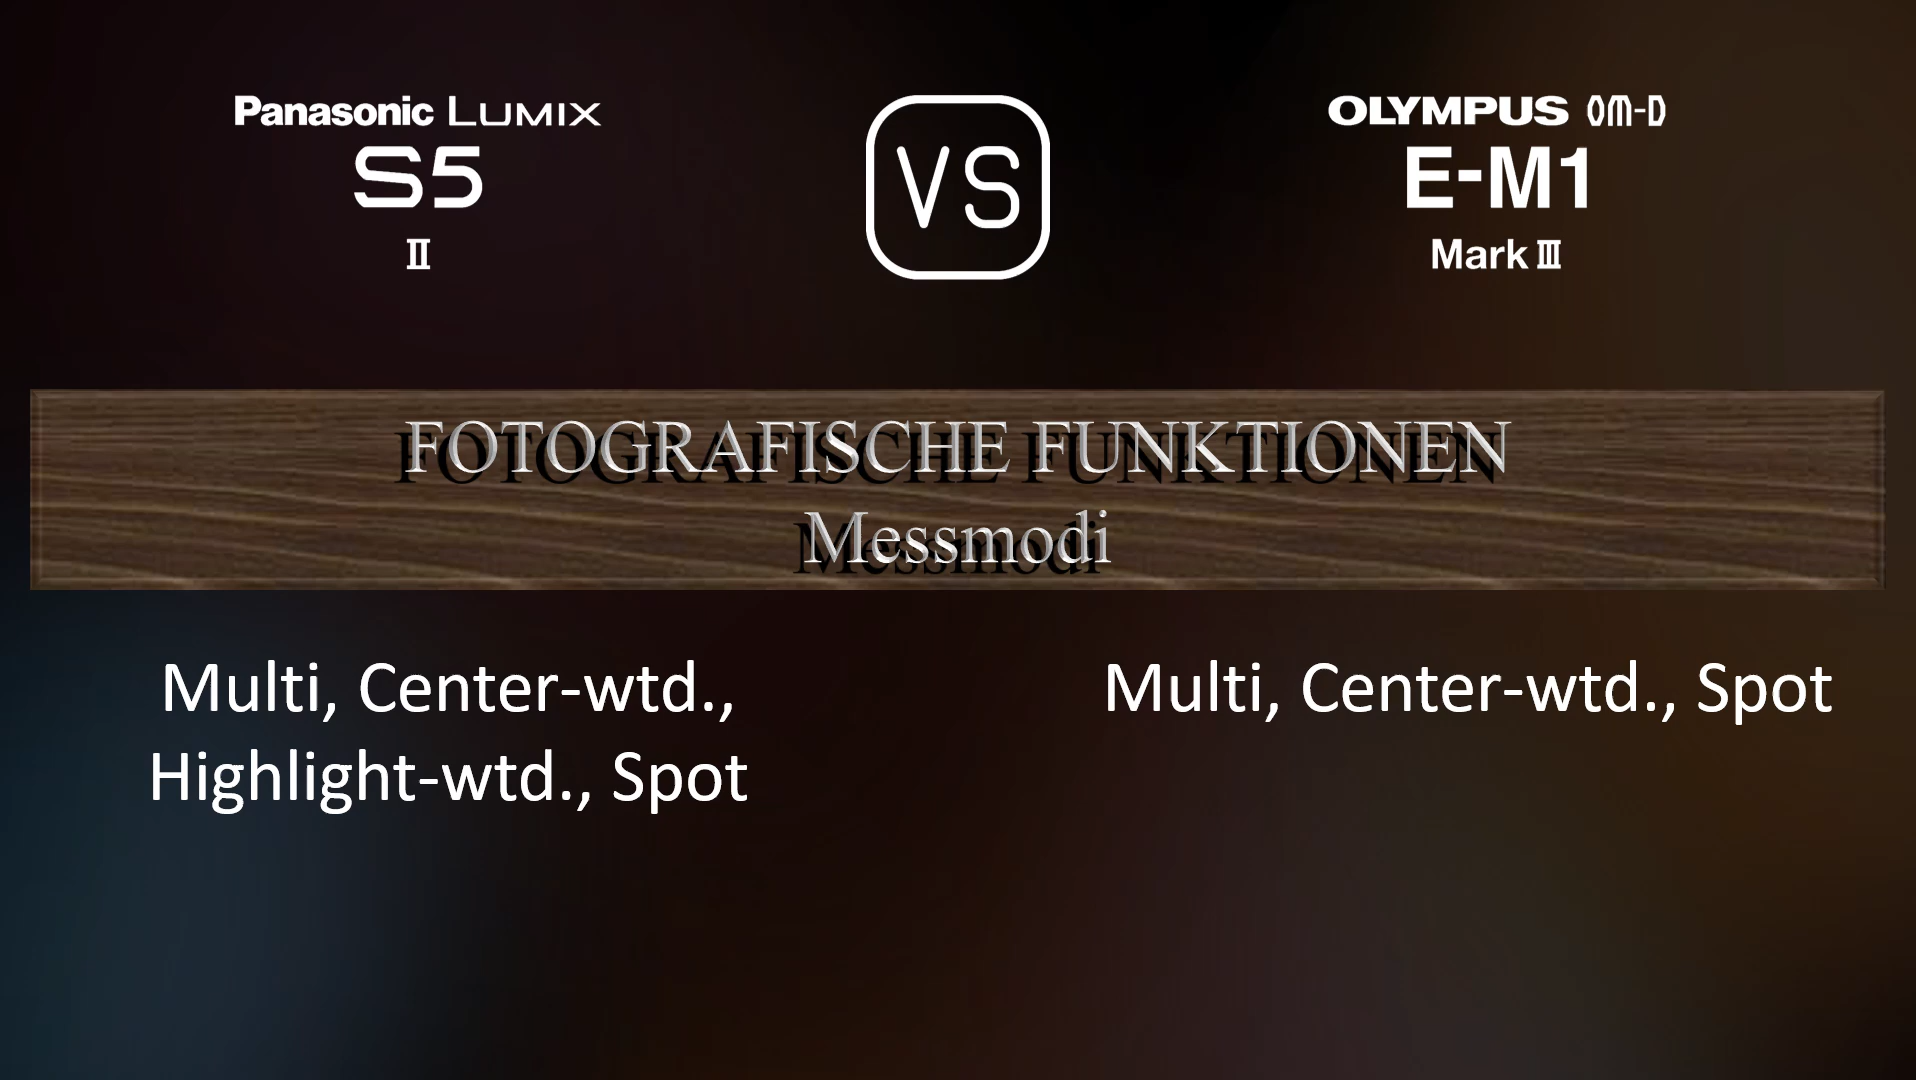 Panasonic LUMIX
S5
II
VS
OLYMPUS OM-D
E-M1
Mark III
FOTOGRAFISCHE FUNKTIONEN
Messmodi
Multi, Center-wtd.,
Highlight-wtd., Spot
Multi, Center-wtd., Spot